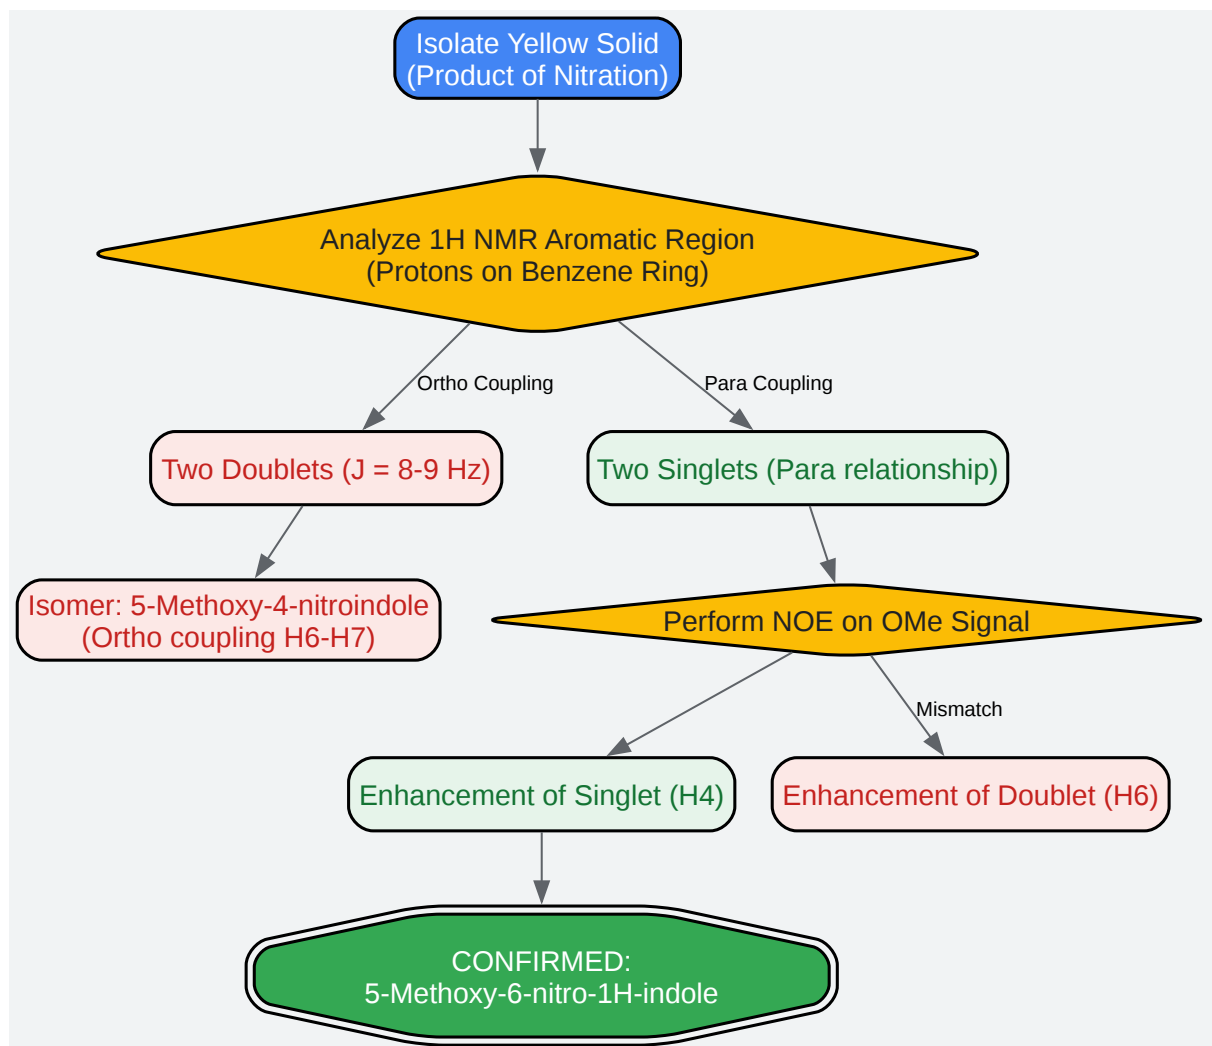 Isolate Yellow Solid
(Product of Nitration)
Analyze 1H NMR Aromatic Region
(Protons on Benzene Ring)
Ortho Coupling
Para Coupling
Two Doublets (J = 8-9 Hz)
Two Singlets (Para relationship)
Isomer: 5-Methoxy-4-nitroindole
(Ortho coupling H6-H7)
Perform NOE on OMe Signal
Mismatch
Enhancement of Singlet (H4)
Enhancement of Doublet (H6)
CONFIRMED:
5-Methoxy-6-nitro-1H-indole